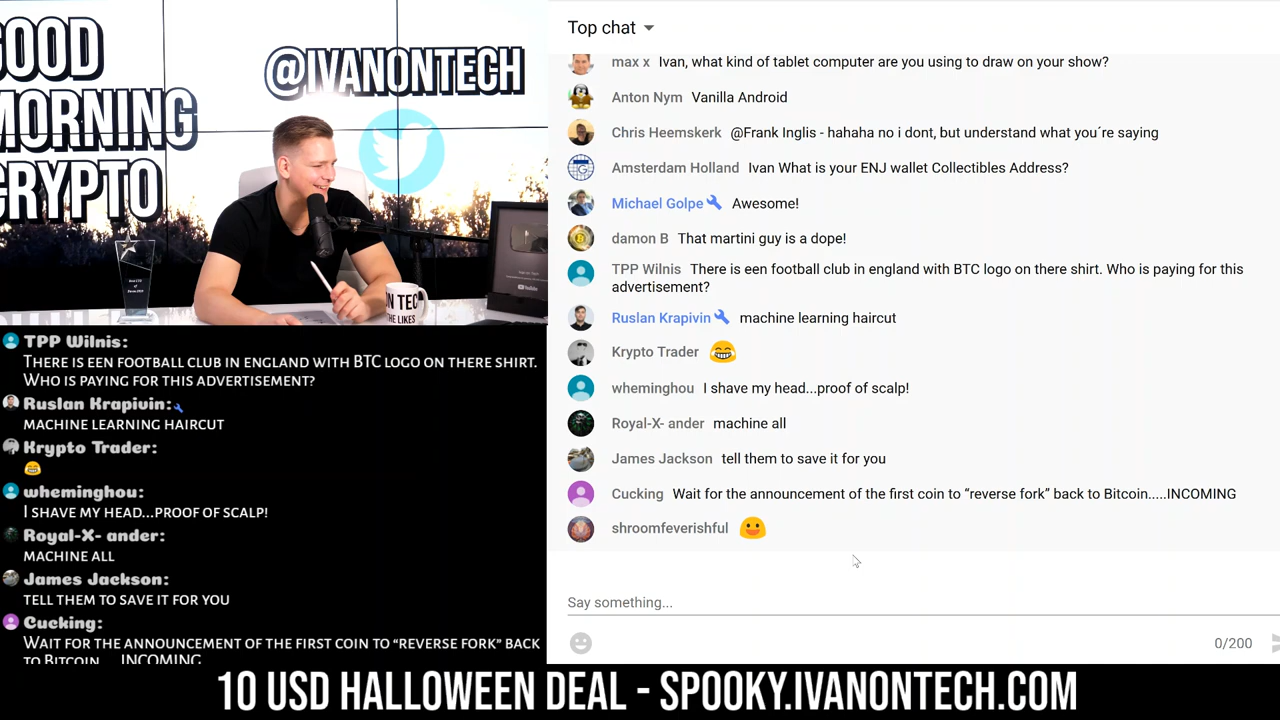 GOOD
MORNING
CRYPTO
@IVANONTECH
ON TECH
THE LIKES
YouTube
TPP Wilnis:
There is een football club in england with BTC logo on there shirt.
Who is paying for this advertisement?
Ruslan Krapivin:
machine learning haircut
Krypto Trader:
😂
wheminghou:
I shave my head...proof of scalp!
Royal-X- ander:
machine all
James Jackson:
tell them to save it for you
Cucking:
Wait for the announcement of the first coin to “reverse fork” back
to Bitcoin.....INCOMING
Top chat
max x Ivan, what kind of tablet computer are you using to draw on your show?
Anton Nym Vanilla Android
Chris Heemskerk @Frank Inglis - hahaha no i dont, but understand what you´re saying
Amsterdam Holland Ivan What is your ENJ wallet Collectibles Address?
Michael Golpe Awesome!
damon B That martini guy is a dope!
TPP Wilnis There is een football club in england with BTC logo on there shirt. Who is paying for this
advertisement?
Ruslan Krapivin machine learning haircut
Krypto Trader 😂
wheminghou I shave my head...proof of scalp!
Royal-X- ander machine all
James Jackson tell them to save it for you
Cucking Wait for the announcement of the first coin to “reverse fork” back to Bitcoin.....INCOMING
shroomfeverishful 😃
Say something...
0/200
10 USD HALLOWEEN DEAL - SPOOKY.IVANONTECH.COM